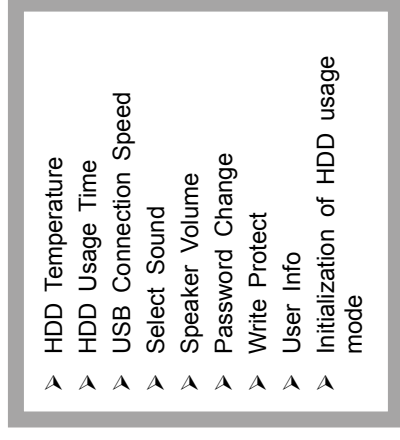 ➢ HDD Temperature
➢ HDD Usage Time
➢ USB Connection Speed
➢ Select Sound
➢ Speaker Volume
➢ Password Change
➢ Write Protect
➢ User Info
➢ Initialization of HDD usage
mode